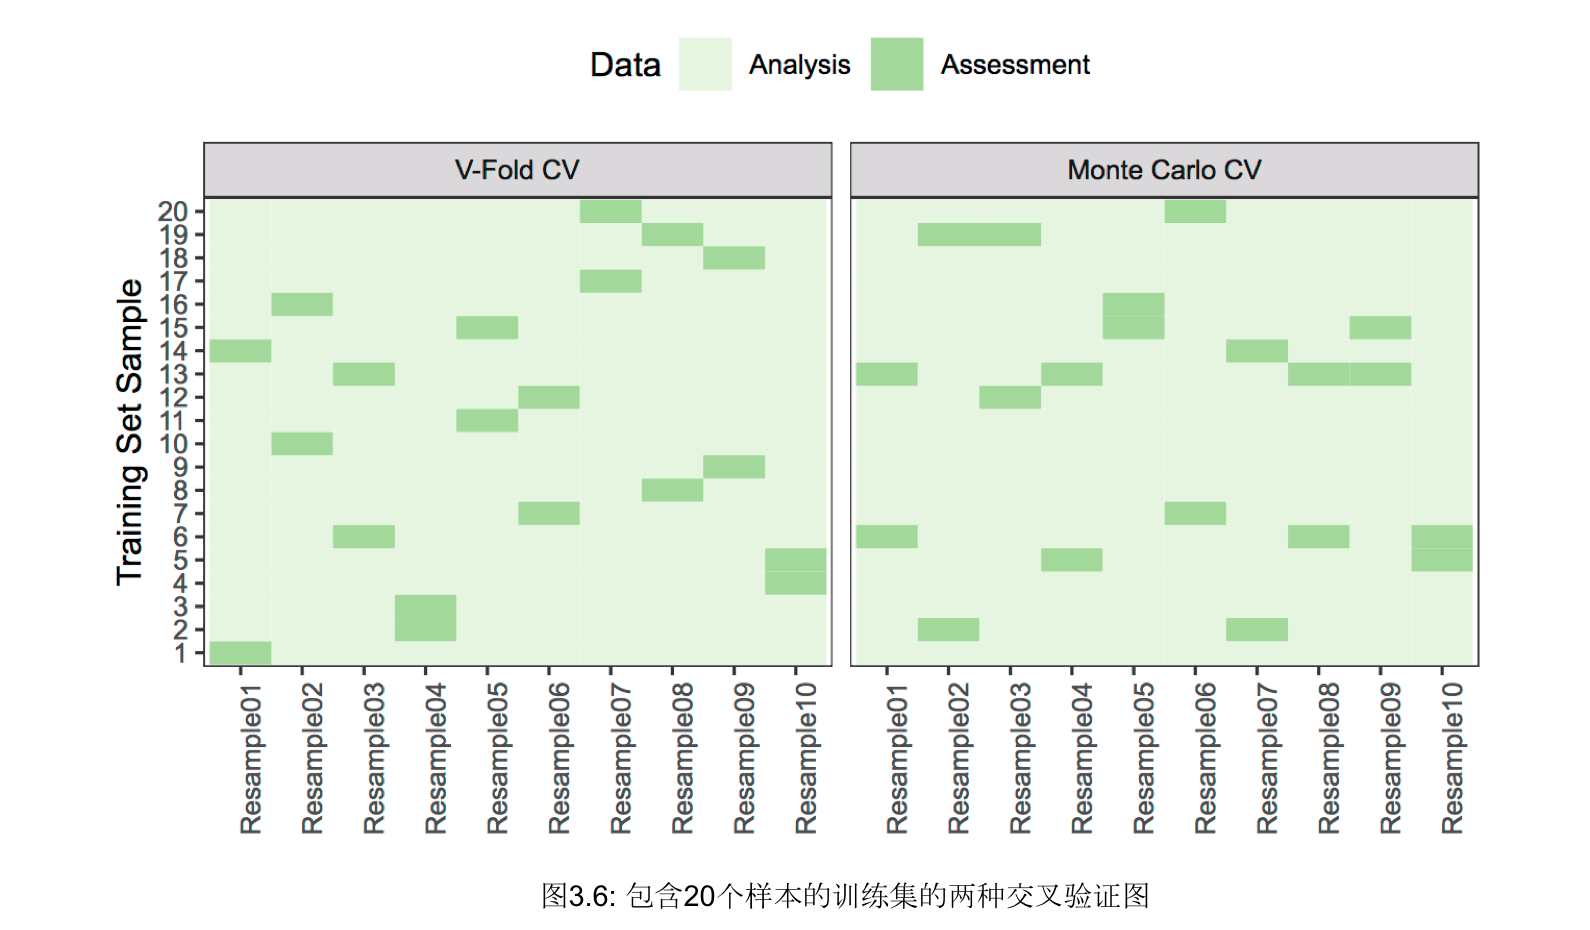 Data Analysis Assessment
V-Fold CV
Monte Carlo CV
Training Set Sample
20
19
18
17
16
15
14
13
12
11
10
9
8
7
6
5
4
3
2
1
Resample01
Resample02
Resample03
Resample04
Resample05
Resample06
Resample07
Resample08
Resample09
Resample10
Resample01
Resample02
Resample03
Resample04
Resample05
Resample06
Resample07
Resample08
Resample09
Resample10
图3.6: 包含20个样本的训练集的两种交叉验证图